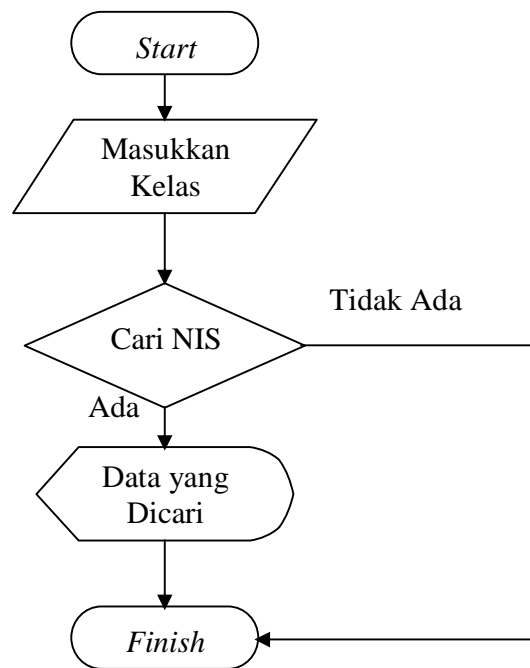 Start
Masukkan
Kelas
Tidak Ada
Cari NIS
Ada
Data yang
Dicari
Finish